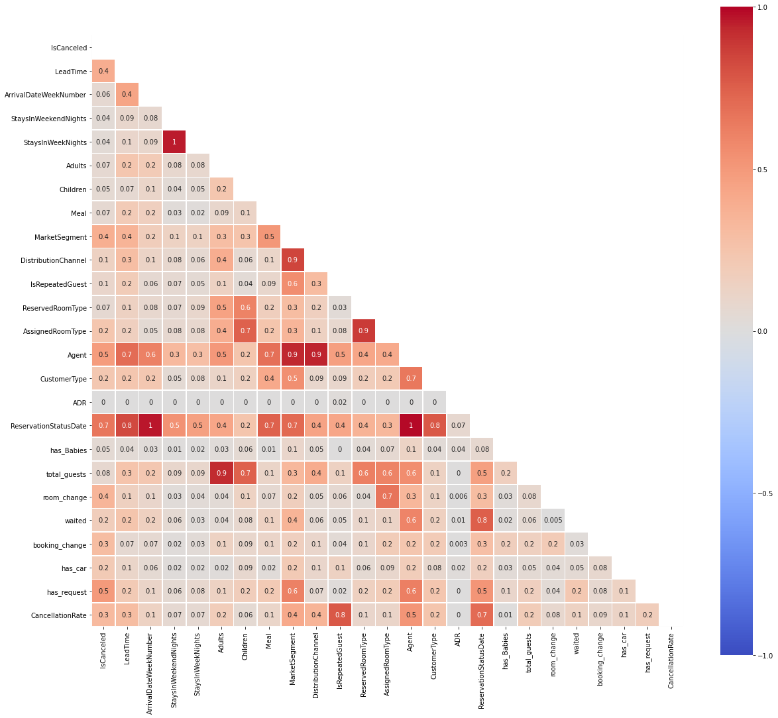 IsCanceled
LeadTime 0.4
ArrivalDateWeekNumber 0.06 0.4
StaysInWeekendNights 0.04 0.09 0.08
StaysInWeekNights 0.04 0.1 0.09 1
Adults 0.07 0.2 0.2 0.08 0.08
Children 0.05 0.07 0.1 0.04 0.05 0.2
Meal 0.07 0.2 0.2 0.03 0.02 0.09 0.1
MarketSegment 0.4 0.4 0.2 0.1 0.1 0.3 0.3 0.5
DistributionChannel 0.1 0.3 0.1 0.08 0.06 0.4 0.06 0.1 0.9
IsRepeatedGuest 0.1 0.2 0.06 0.07 0.05 0.1 0.04 0.09 0.6 0.3
ReservedRoomType 0.07 0.1 0.08 0.07 0.09 0.5 0.6 0.2 0.3 0.2 0.03
AssignedRoomType 0.2 0.2 0.05 0.08 0.08 0.4 0.7 0.2 0.3 0.1 0.08 0.9
Agent 0.5 0.7 0.6 0.3 0.3 0.5 0.2 0.7 0.9 0.9 0.5 0.4 0.4
CustomerType 0.2 0.2 0.2 0.05 0.08 0.1 0.2 0.4 0.5 0.09 0.09 0.2 0.2 0.7
ADR 0 0 0 0 0 0 0 0 0 0 0.02 0 0 0 0
ReservationStatusDate 0.7 0.8 1 0.5 0.5 0.4 0.4 0.7 0.7 0.4 0.4 0.4 0.3 1 0.8 0.07
has_Babies 0.05 0.04 0.03 0.01 0.02 0.03 0.06 0.01 0.1 0.05 0 0.04 0.07 0.1 0.04 0.04 0.08
total_guests 0.08 0.3 0.2 0.09 0.09 0.9 0.7 0.1 0.3 0.4 0.1 0.6 0.6 0.6 0.1 0 0.5 0.2
room_change 0.4 0.1 0.1 0.03 0.04 0.04 0.1 0.07 0.2 0.05 0.06 0.04 0.7 0.3 0.1 0.006 0.3 0.03 0.08
waited 0.2 0.2 0.2 0.06 0.03 0.04 0.08 0.1 0.4 0.06 0.05 0.1 0.1 0.6 0.2 0.01 0.8 0.02 0.06 0.005
booking_change 0.3 0.07 0.07 0.02 0.03 0.1 0.09 0.1 0.2 0.1 0.04 0.2 0.2 0.2 0.2 0.003 0.3 0.03 0.2 0.2 0.03
has_car 0.2 0.1 0.06 0.02 0.02 0.02 0.09 0.02 0.2 0.1 0.1 0.06 0.09 0.2 0.08 0.02 0.2 0.03 0.05 0.04 0.05 0.08
has_request 0.5 0.2 0.1 0.06 0.08 0.1 0.2 0.2 0.6 0.07 0.02 0.2 0.2 0.6 0.2 0 0.5 0.1 0.2 0.04 0.2 0.08 0.1
CancellationRate 0.3 0.3 0.1 0.07 0.07 0.2 0.06 0.1 0.4 0.4 0.8 0.1 0.1 0.5 0.2 0 0.7 0.01 0.2 0.08 0.1 0.09 0.1 0.2
IsCanceled
LeadTime
ArrivalDateWeekNumber
StaysInWeekendNights
StaysInWeekNights
Adults
Children
Meal
MarketSegment
DistributionChannel
IsRepeatedGuest
ReservedRoomType
AssignedRoomType
Agent
CustomerType
ADR
ReservationStatusDate
has_Babies
total_guests
room_change
waited
booking_change
has_car
has_request
CancellationRate
1.0
0.5
0.0
−0.5
−1.0